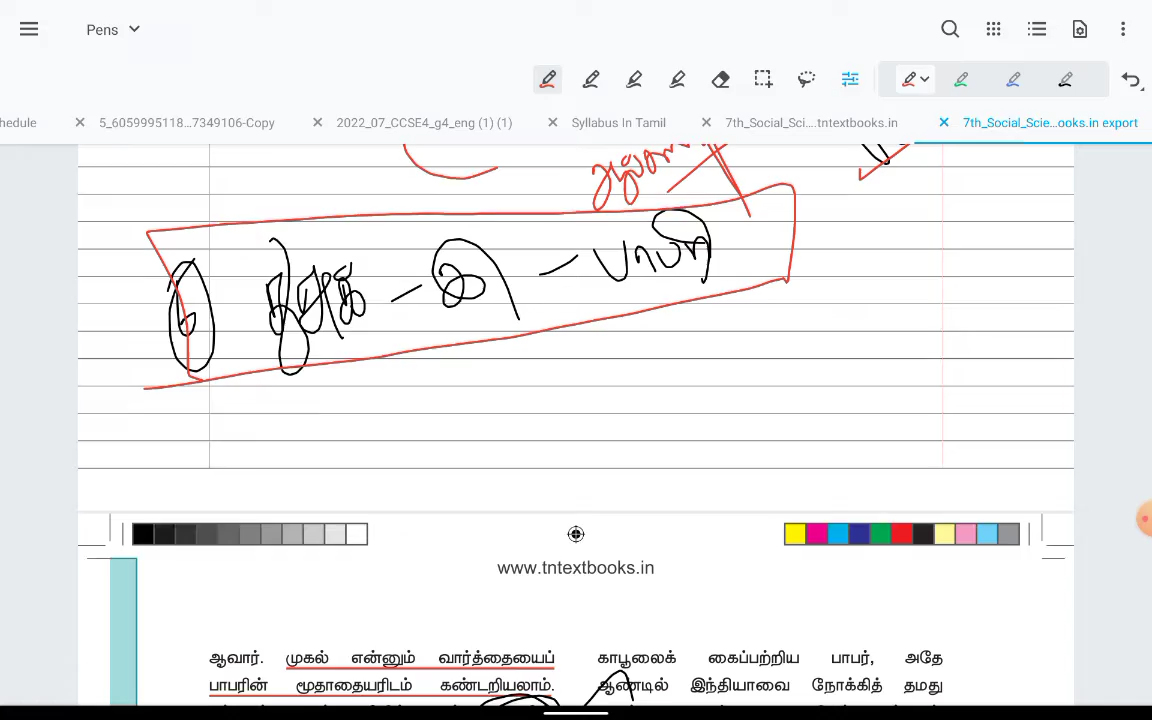 Pens
hedule
5_6059995118...7349106-Copy
2022_07_CCSE4_g4_eng (1) (1)
Syllabus In Tamil
7th_Social_Sci....tntextbooks.in
7th_Social_Scie...ooks.in export
www.tntextbooks.in
ஆவார். முகல் என்னும் வார்த்தையைப்
பாபரின் மூதாதையரிடம் கண்டறியலாம்.
காபூலைக் கைப்பற்றிய பாபர், அதே
ஆண்டில் இந்தியாவை நோக்கித் தமது